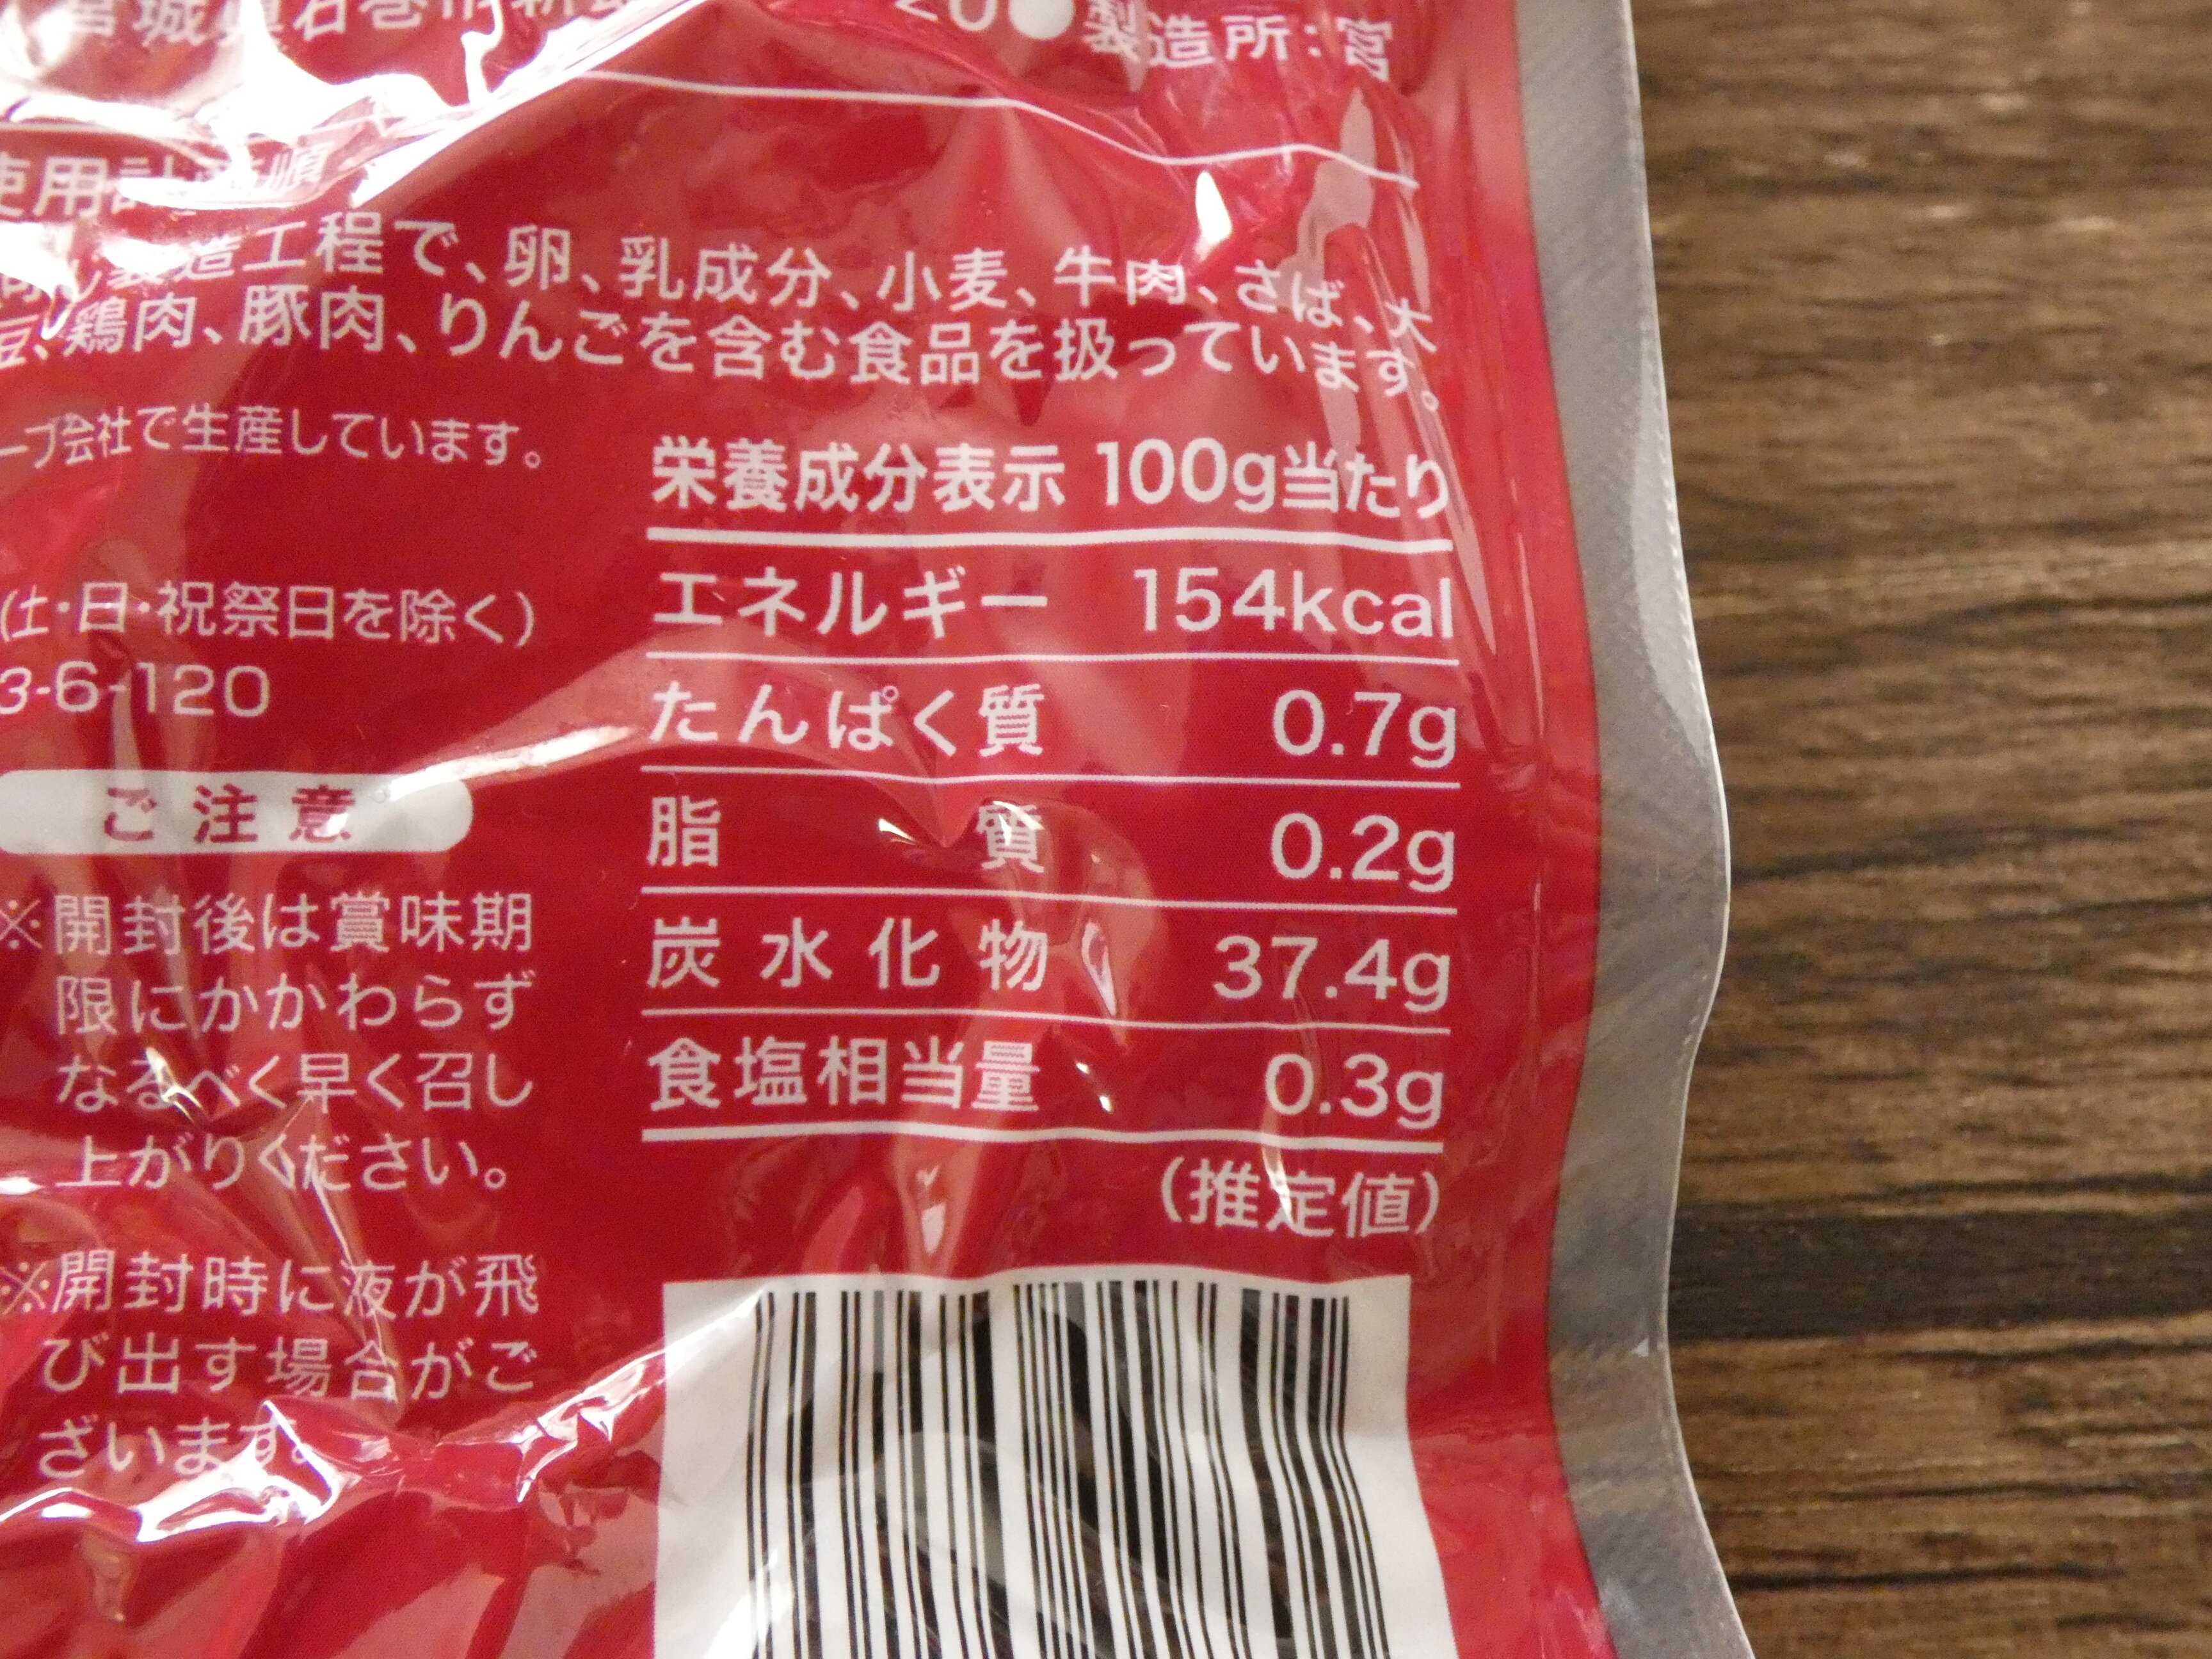 製造所:宮
使用計画順
製造工程で、卵、乳成分、小麦、牛肉、さば、大
豆、鶏肉、豚肉、りんごを含む食品を扱っています。
ープ会社で生産しています。
(土・日・祝祭日を除く)
3-6-120
ご注意
※開封後は賞味期
限にかかわらず
なるべく早く召し
上がりください。
※開封時に液が飛
び出す場合がご
ざいます。
栄養成分表示 100g当たり
エネルギー 154kcal
たんぱく質 0.7g
脂質 0.2g
炭水化物 37.4g
食塩相当量 0.3g
(推定値)